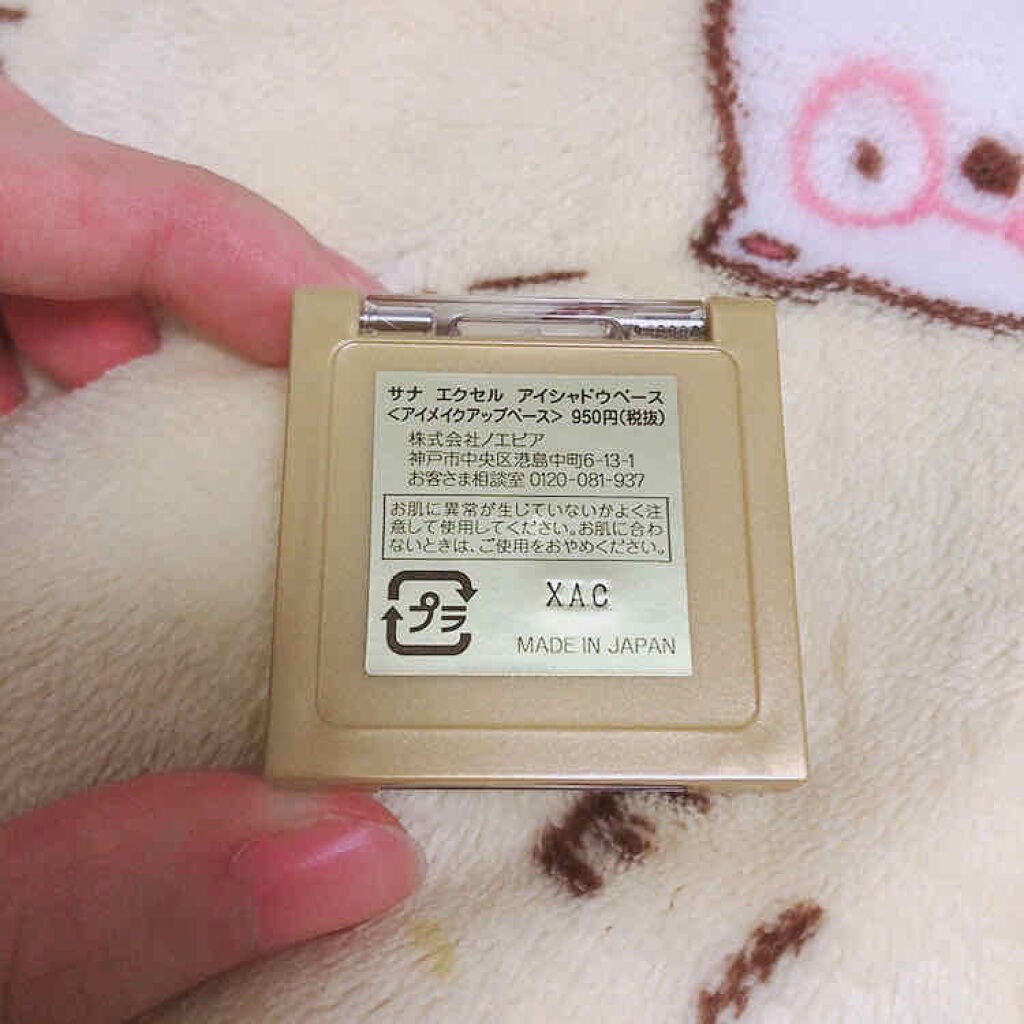 サナ エクセル アイシャドウベース
<アイメイクアップベース> 950円(税抜)
株式会社ノエビア
神戸市中央区港島中町6-13-1
お客さま相談室 0120-081-937
お肌に異常が生じていないかよく注
意して使用してください。お肌に合わ
ないときは、ご使用をおやめください。
プラ
XAC
MADE IN JAPAN